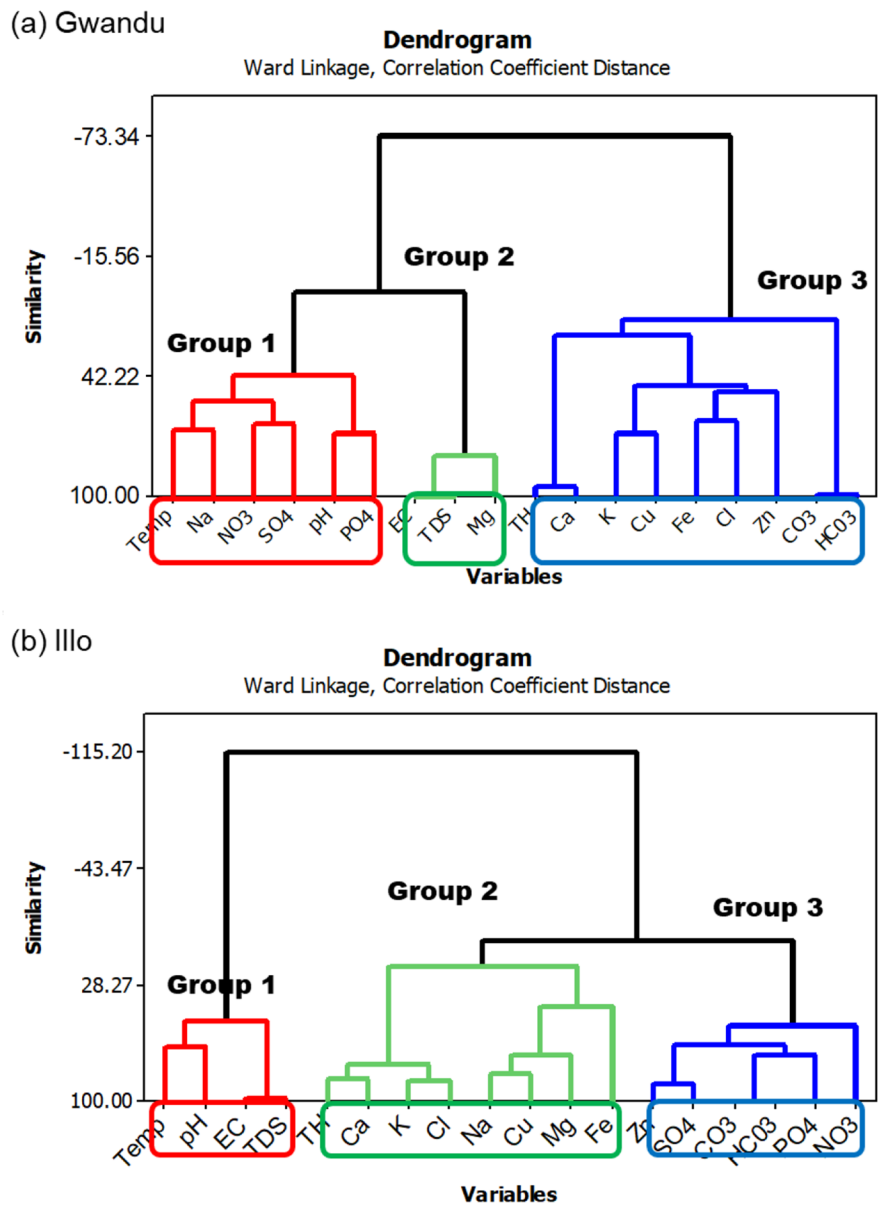 (a) Gwandu
Dendrogram
Ward Linkage, Correlation Coefficient Distance
-73.34
-15.56
42.22
100.00
Similarity
Group 1
Group 2
Group 3
Temp Na NO3 SO4 pH PO4 EC TDS Mg TH Ca K Cu Fe Cl Zn CO3 HC03
Variables
(b) Illo
Dendrogram
Ward Linkage, Correlation Coefficient Distance
-115.20
-43.47
28.27
100.00
Similarity
Group 1
Group 2
Group 3
Temp pH EC TDS TH Ca K Cl Na Cu Mg Fe Zn SO4 CO3 HC03 PO4 NO3
Variables